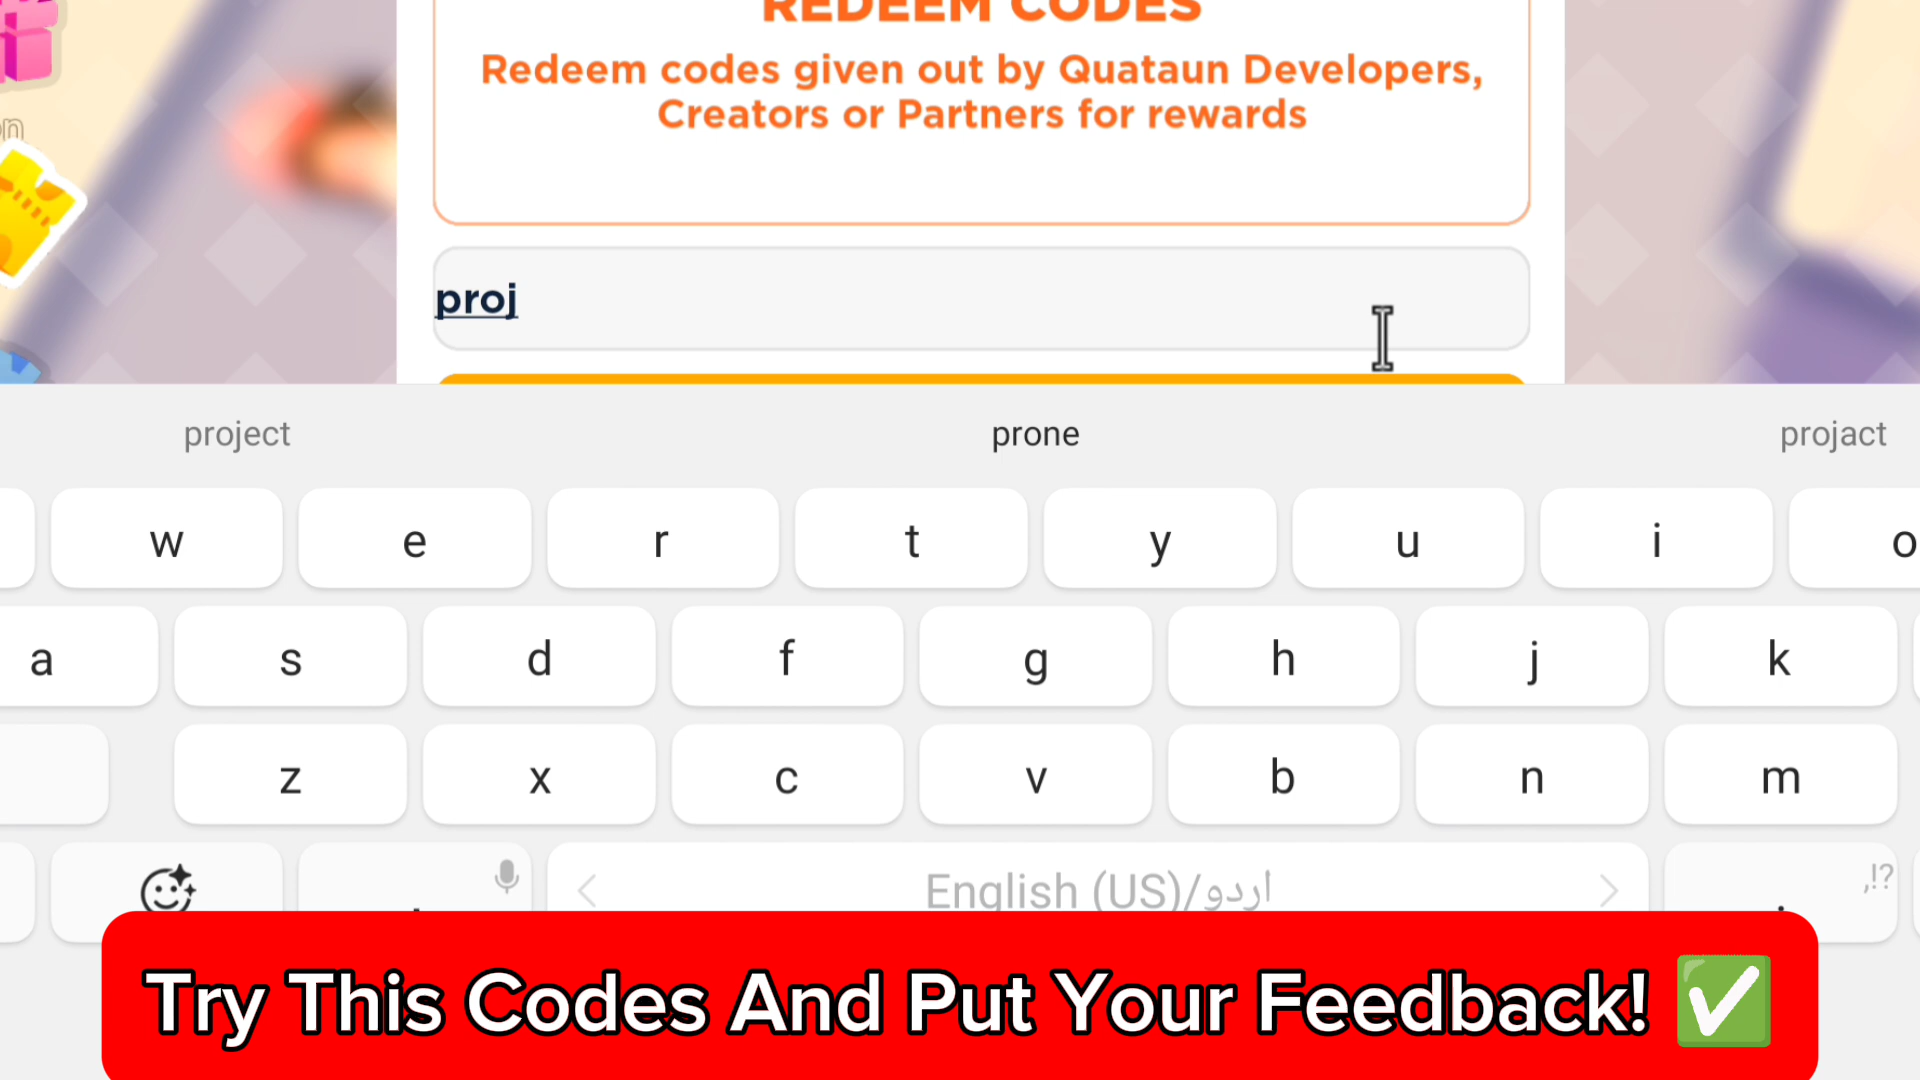 REDEEM CODES
Redeem codes given out by Quataun Developers,
Creators or Partners for rewards
on
proj
project prone projact
w e r t y u i o
a s d f g h j k
z x c v b n m
English (US)/اردو ,!?
Try This Codes And Put Your Feedback! ✅